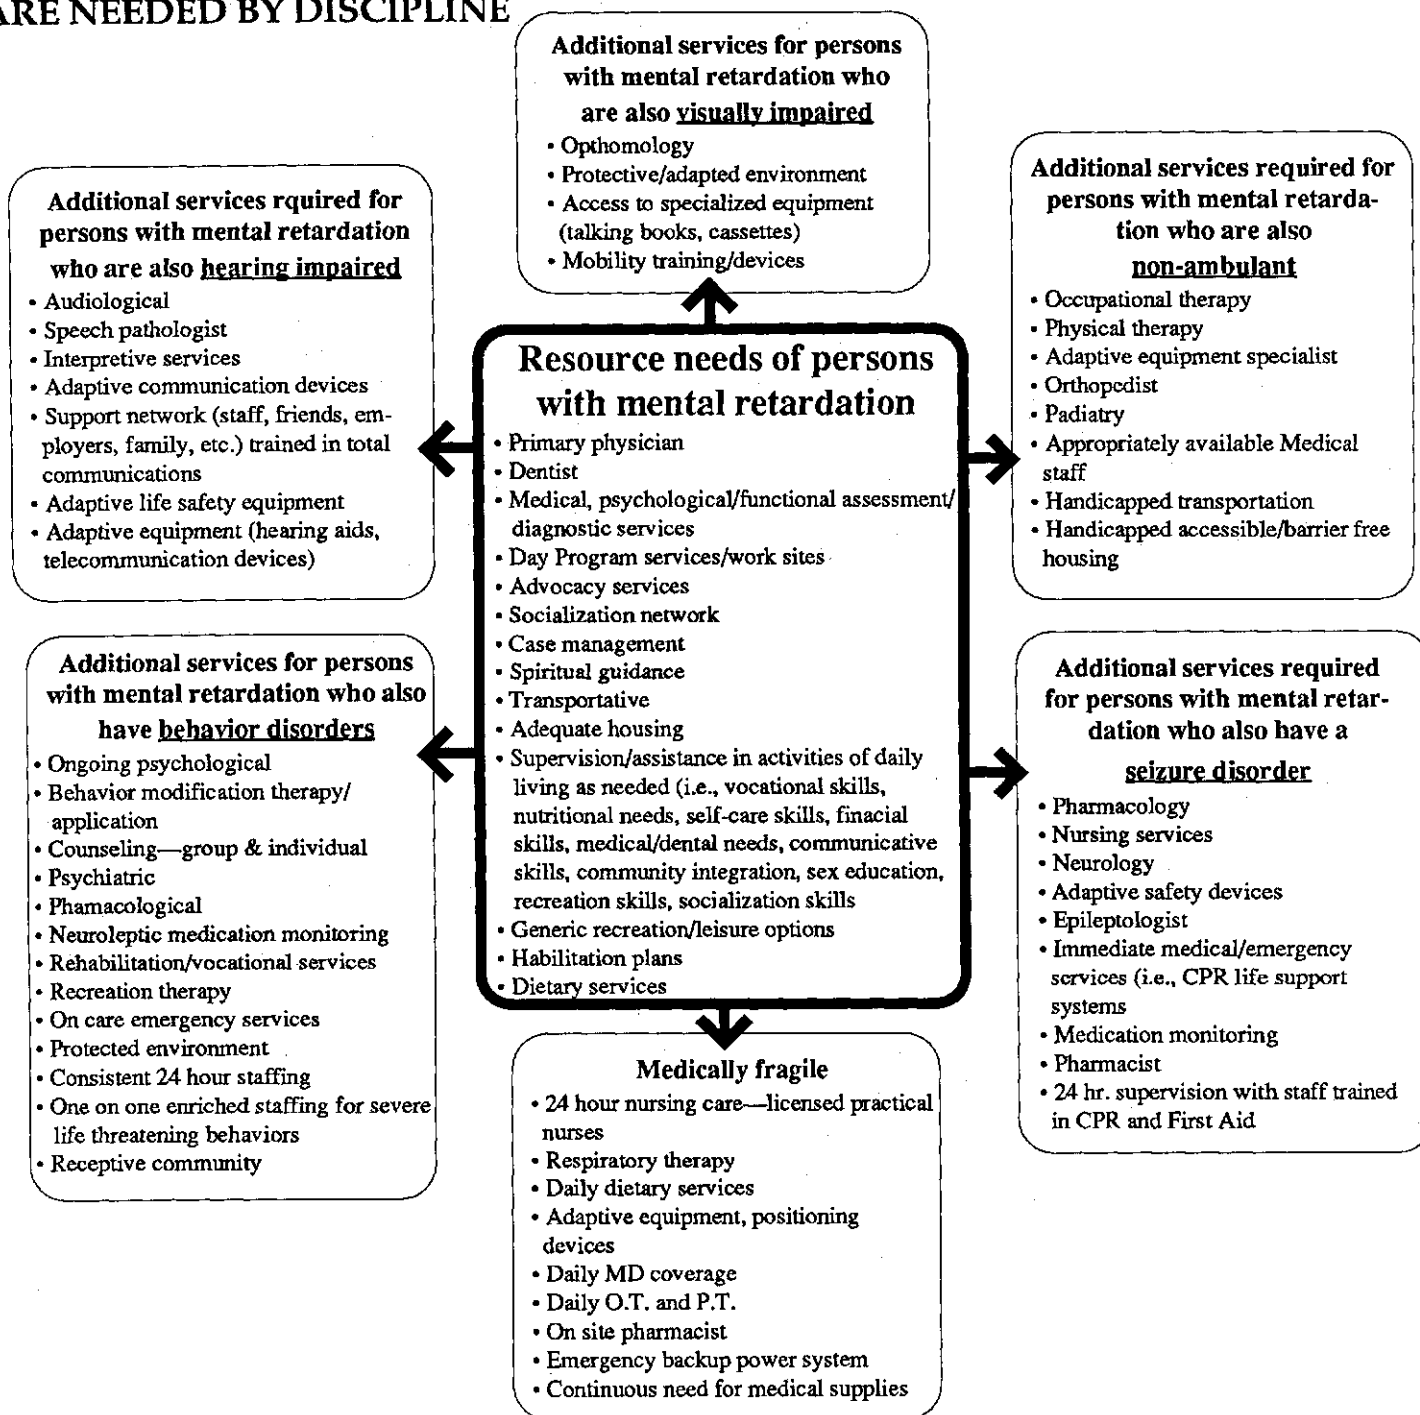 ARE NEEDED BY DISCIPLINE
Additional services for persons
with mental retardation who
are also visually impaired
• Opthomology
• Protective/adapted environment
• Access to specialized equipment
(talking books, cassettes)
• Mobility training/devices
Additional services rquired for
persons with mental retardation
who are also hearing impaired
• Audiological
• Speech pathologist
• Interpretive services
• Adaptive communication devices
• Support network (staff, friends, em-
ployers, family, etc.) trained in total
communications
• Adaptive life safety equipment
• Adaptive equipment (hearing aids,
telecommunication devices)
Additional services required for
persons with mental retarda-
tion who are also
non-ambulant
• Occupational therapy
• Physical therapy
• Adaptive equipment specialist
• Orthopedist
• Padiatry
• Appropriately available Medical
staff
• Handicapped transportation
• Handicapped accessible/barrier free
housing
Resource needs of persons
with mental retardation
• Primary physician
• Dentist
• Medical, psychological/functional assessment/
diagnostic services
• Day Program services/work sites
• Advocacy services
• Socialization network
• Case management
• Spiritual guidance
• Transportative
• Adequate housing
• Supervision/assistance in activities of daily
living as needed (i.e., vocational skills,
nutritional needs, self-care skills, finacial
skills, medical/dental needs, communicative
skills, community integration, sex education,
recreation skills, socialization skills
• Generic recreation/leisure options
• Habilitation plans
• Dietary services
Additional services for persons
with mental retardation who also
have behavior disorders
• Ongoing psychological
• Behavior modification therapy/
application
• Counseling—group & individual
• Psychiatric
• Phamacological
• Neuroleptic medication monitoring
• Rehabilitation/vocational services
• Recreation therapy
• On care emergency services
• Protected environment
• Consistent 24 hour staffing
• One on one enriched staffing for severe
life threatening behaviors
• Receptive community
Additional services required
for persons with mental retar-
dation who also have a
seizure disorder
• Pharmacology
• Nursing services
• Neurology
• Adaptive safety devices
• Epileptologist
• Immediate medical/emergency
services (i.e., CPR life support
systems
• Medication monitoring
• Pharmacist
• 24 hr. supervision with staff trained
in CPR and First Aid
Medically fragile
• 24 hour nursing care—licensed practical
nurses
• Respiratory therapy
• Daily dietary services
• Adaptive equipment, positioning
devices
• Daily MD coverage
• Daily O.T. and P.T.
• On site pharmacist
• Emergency backup power system
• Continuous need for medical supplies